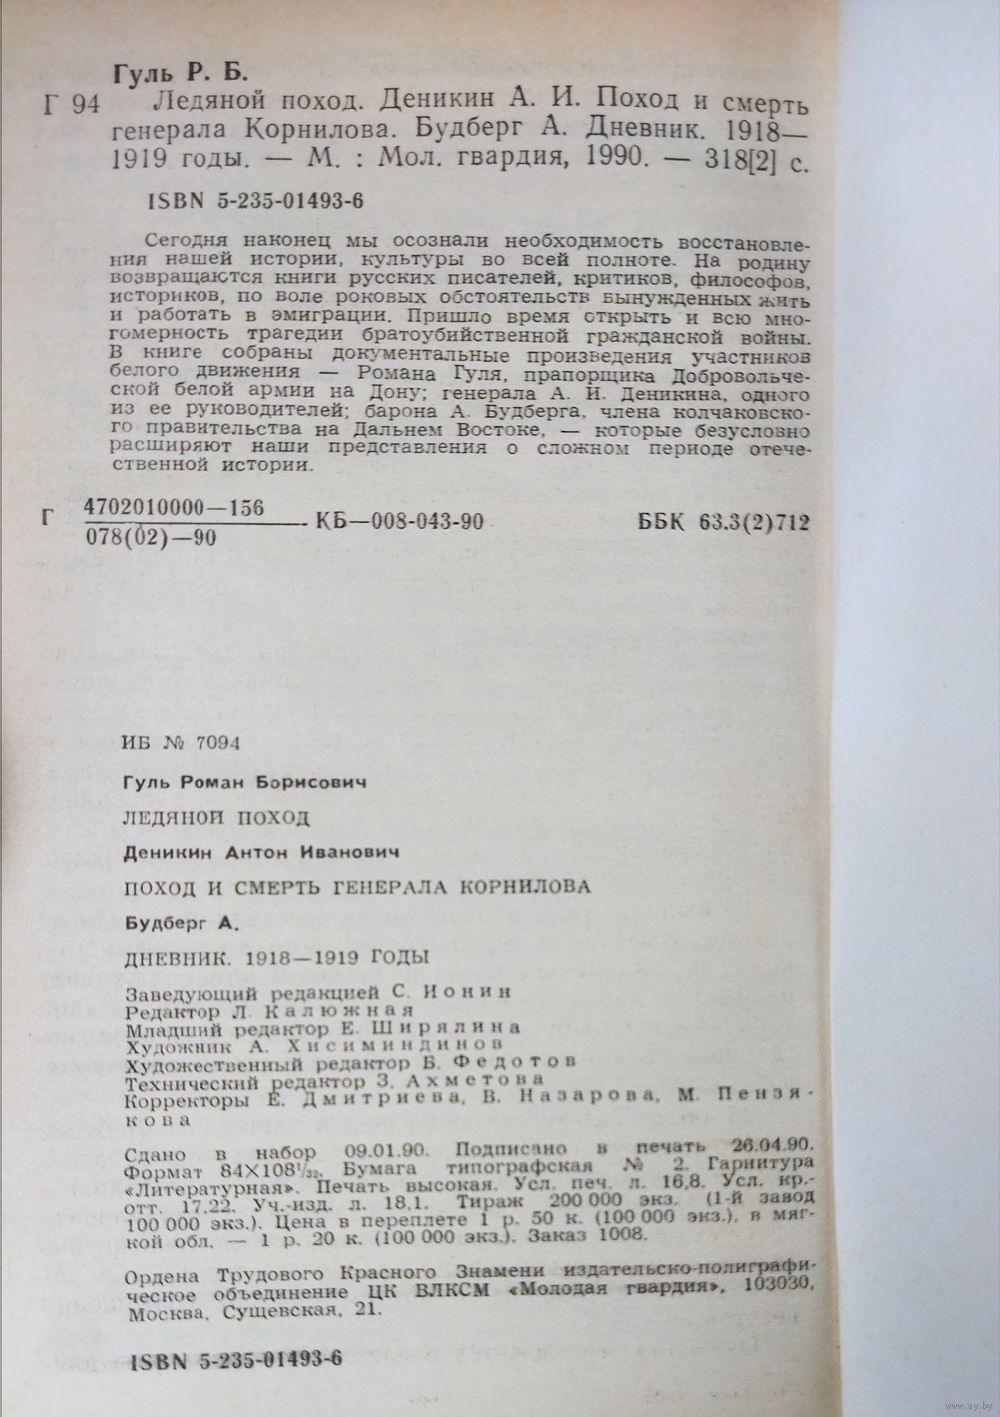 Гуль Р. Б.
Г 94 Ледяной поход. Деникин А. И. Поход и смерть
генерала Корнилова. Будберг А. Дневник. 1918—
1919 годы. — М. : Мол. гвардия, 1990. — 318[2] с.
ISBN 5-235-01493-6
Сегодня наконец мы осознали необходимость восстановле-
ния нашей истории, культуры во всей полноте. На родину
возвращаются книги русских писателей, критиков, философов,
историков, по воле роковых обстоятельств вынужденных жить
и работать в эмиграции. Пришло время открыть и всю мно-
гомерность трагедии братоубийственной гражданской войны.
В книге собраны документальные произведения участников
белого движения — Романа Гуля, прапорщика Добровольче-
ской белой армии на Дону; генерала А. И. Деникина, одного
из ее руководителей; барона А. Будберга, члена колчаковско-
го правительства на Дальнем Востоке, — которые безусловно
расширяют наши представления о сложном периоде отече-
ственной истории.
Г 4702010000—156
078(02)—90
КБ—008-043-90 ББК 63.3(2)712
ИБ № 7094
Гуль Роман Борисович
ЛЕДЯНОЙ ПОХОД
Деникин Антон Иванович
ПОХОД И СМЕРТЬ ГЕНЕРАЛА КОРНИЛОВА
Будберг А.
ДНЕВНИК. 1918—1919 ГОДЫ
Заведующий редакцией С. Ионин
Редактор Л. Калюжная
Младший редактор Е. Ширялина
Художник А. Хисиминдинов
Художественный редактор Б. Федотов
Технический редактор З. Ахметова
Корректоры Е. Дмитриева, В. Назарова, М. Пензя-
кова
Сдано в набор 09.01.90. Подписано в печать 26.04.90.
Формат 84×108¹/₃₂. Бумага типографская № 2. Гарнитура
«Литературная». Печать высокая. Усл. печ. л. 16,8. Усл. кр.-
отт. 17,22. Уч.-изд. л. 18,1. Тираж 200 000 экз. (1-й завод
100 000 экз.). Цена в переплете 1 р. 50 к. (100 000 экз.), в мяг-
кой обл. — 1 р. 20 к. (100 000 экз.). Заказ 1008.
Ордена Трудового Красного Знамени издательско-полиграфи-
ческое объединение ЦК ВЛКСМ «Молодая гвардия», 103030,
Москва, Сущевская, 21.
ISBN 5-235-01493-6
www.ay.by